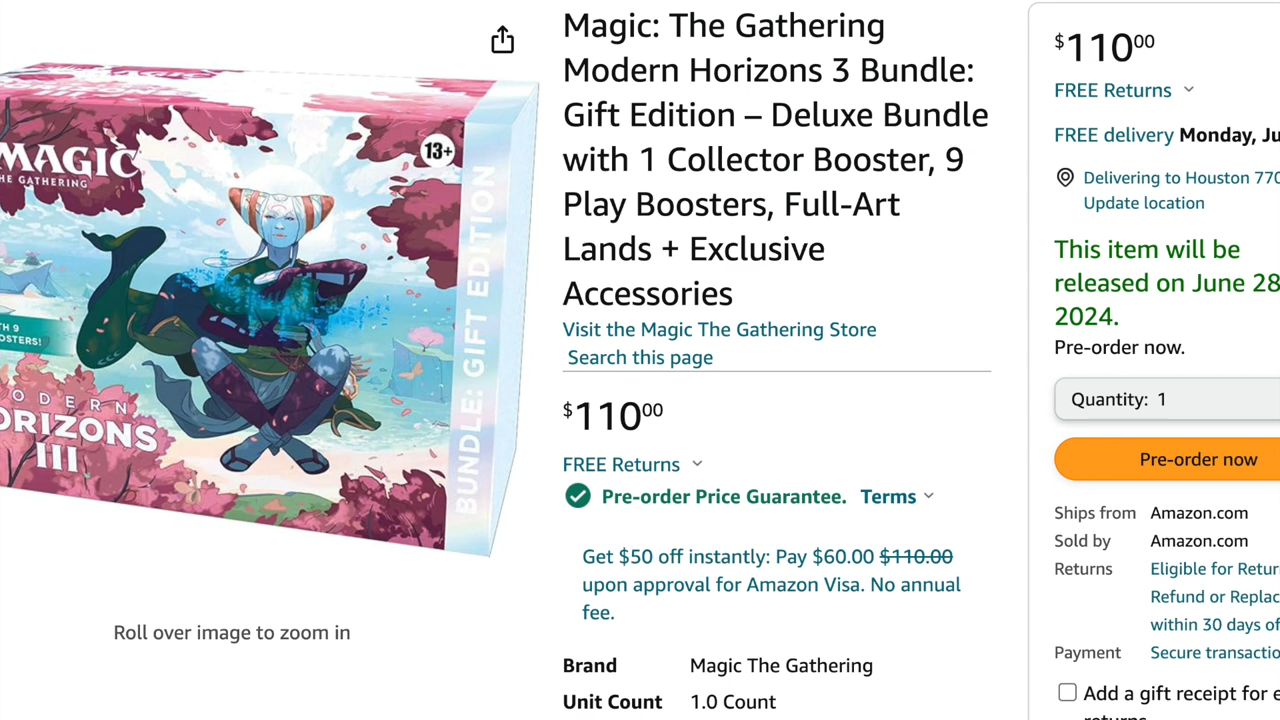 MAGIC
THE GATHERING
13+
BUNDLE: GIFT EDITION
TH 9
OSTERS!
MODERN
HORIZONS
III
Roll over image to zoom in
Magic: The Gathering
Modern Horizons 3 Bundle:
Gift Edition – Deluxe Bundle
with 1 Collector Booster, 9
Play Boosters, Full-Art
Lands + Exclusive
Accessories
Visit the Magic The Gathering Store
Search this page
$11000
FREE Returns
Pre-order Price Guarantee. Terms
Get $50 off instantly: Pay $60.00 $110.00
upon approval for Amazon Visa. No annual
fee.
Brand Magic The Gathering
Unit Count 1.0 Count
$11000
FREE Returns
FREE delivery Monday, Ju
Delivering to Houston 770
Update location
This item will be
released on June 28
2024.
Pre-order now.
Quantity: 1
Pre-order now
Ships from Amazon.com
Sold by Amazon.com
Returns Eligible for Retur
Refund or Replac
within 30 days of
Payment Secure transactio
Add a gift receipt for e